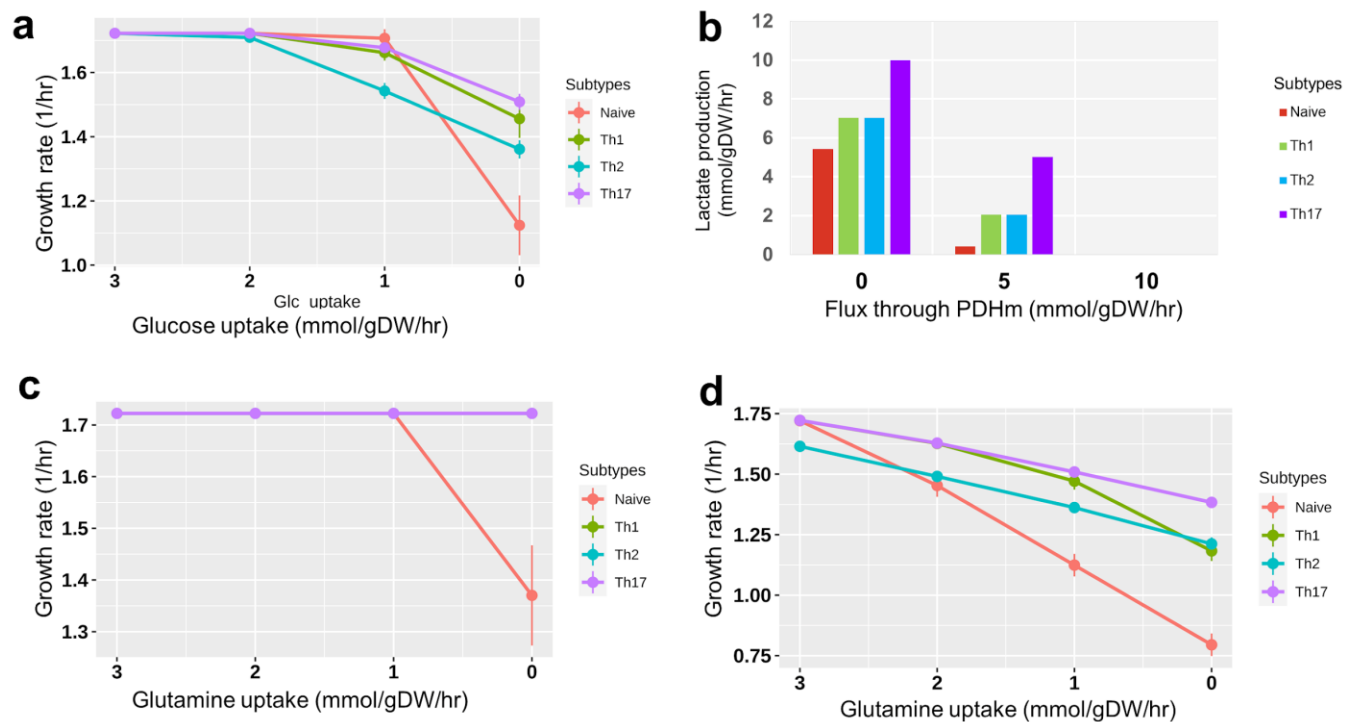 a
Growth rate (1/hr)
1.6
1.4
1.2
1.0
3 2 1 0
Glc_uptake
Glucose uptake (mmol/gDW/hr)
Subtypes
Naive
Th1
Th2
Th17
b
Lactate production
(mmol/gDW/hr)
12
10
8
6
4
2
0
0 5 10
Flux through PDHm (mmol/gDW/hr)
Subtypes
Naive
Th1
Th2
Th17
c
Growth rate (1/hr)
1.7
1.6
1.5
1.4
1.3
3 2 1 0
Glutamine uptake (mmol/gDW/hr)
Subtypes
Naive
Th1
Th2
Th17
d
Growth rate (1/hr)
1.75
1.50
1.25
1.00
0.75
3 2 1 0
Glutamine uptake (mmol/gDW/hr)
Subtypes
Naive
Th1
Th2
Th17